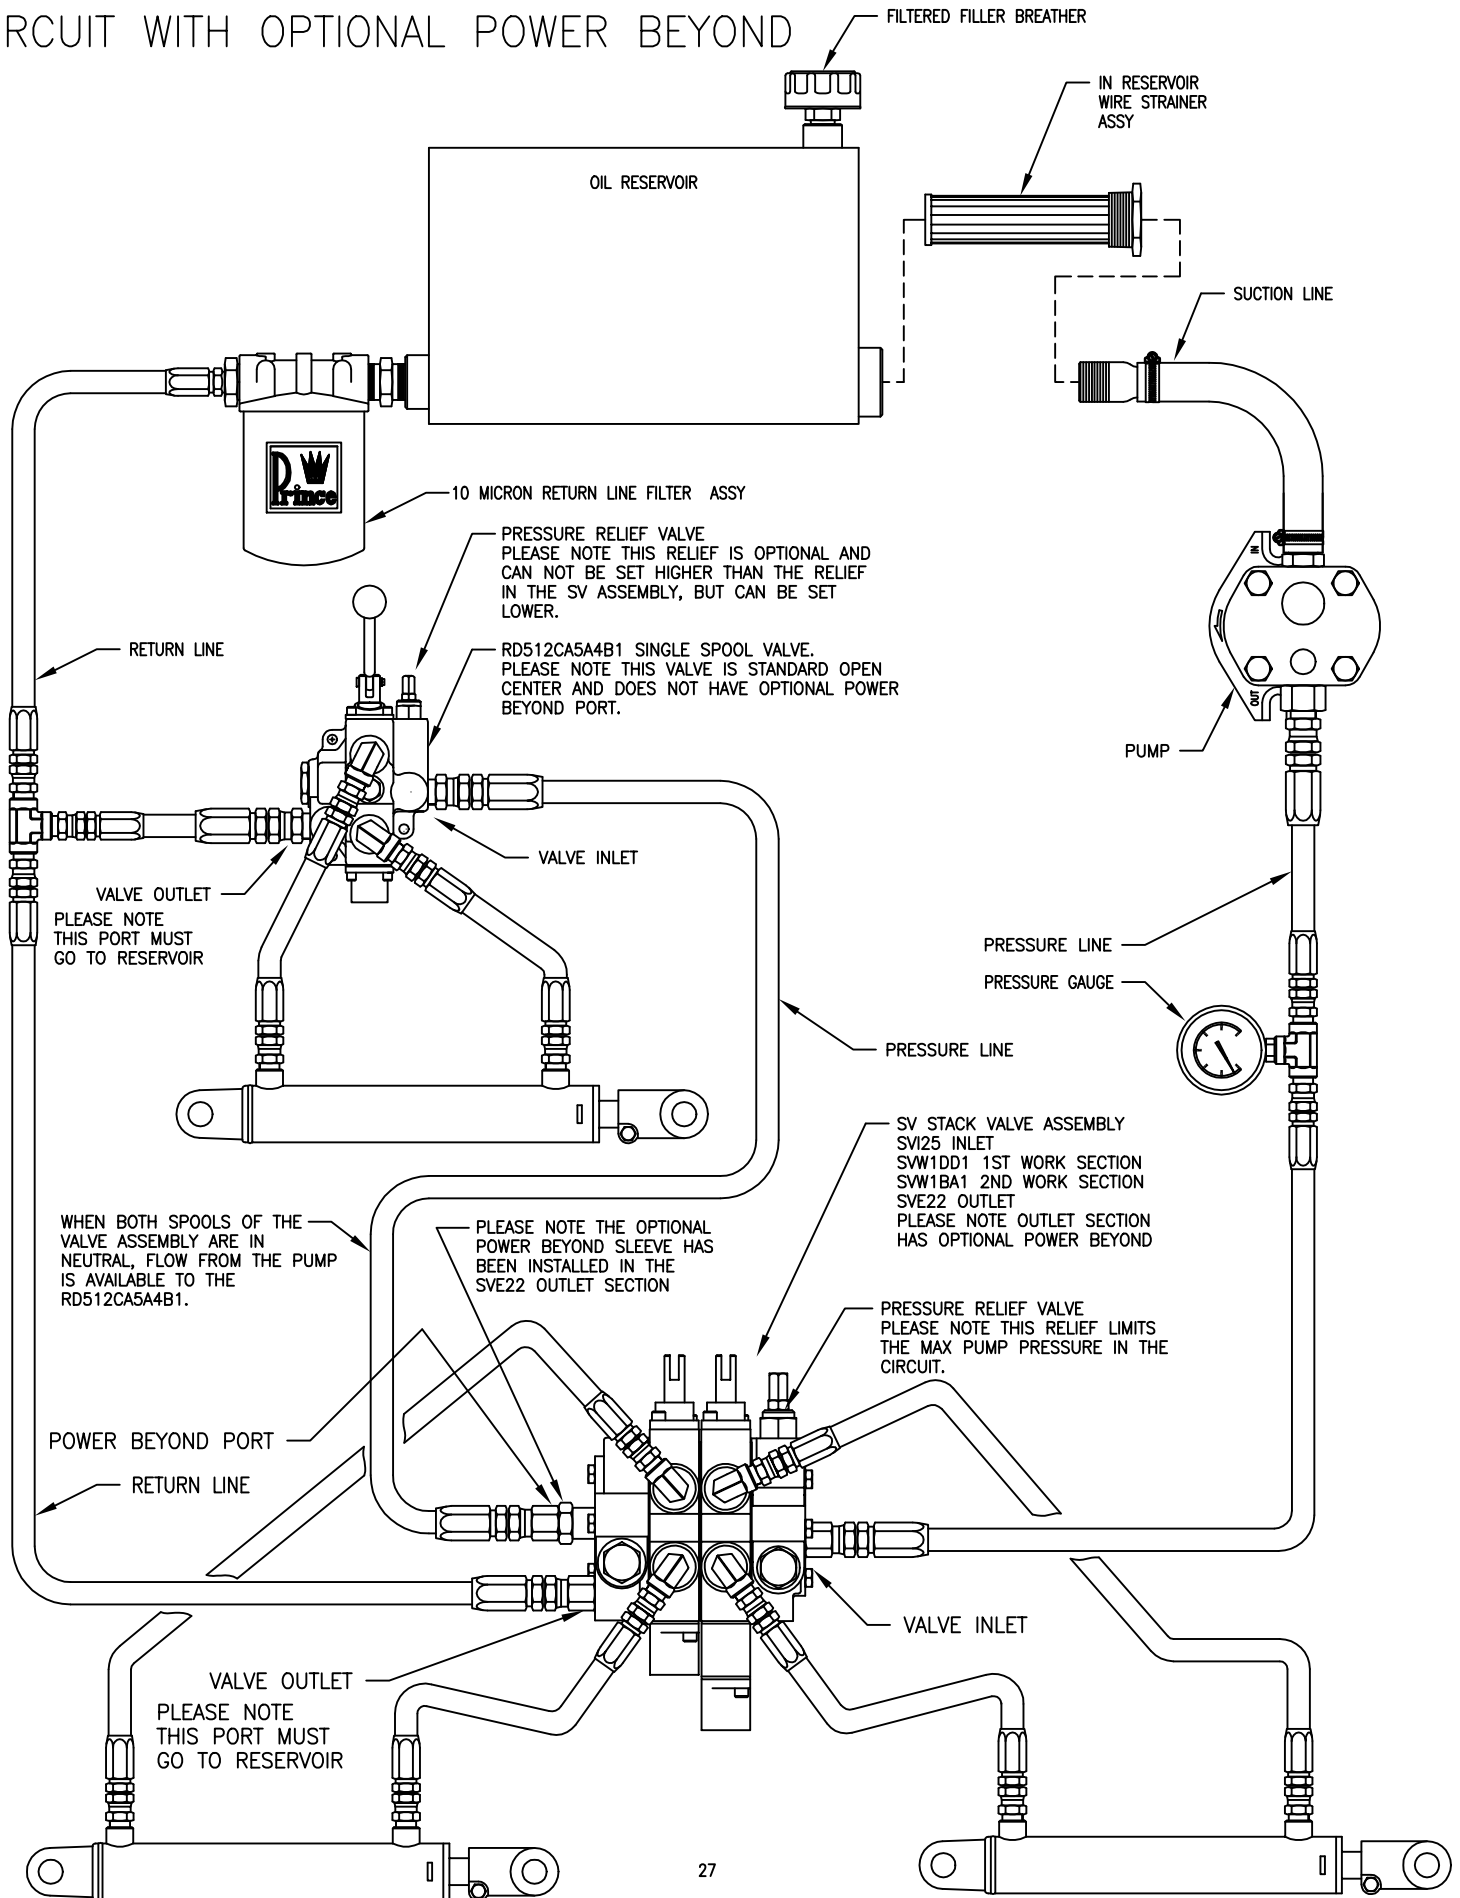 RCUIT WITH OPTIONAL POWER BEYOND
FILTERED FILLER BREATHER
IN RESERVOIR
WIRE STRAINER
ASSY
OIL RESERVOIR
SUCTION LINE
Prince
10 MICRON RETURN LINE FILTER ASSY
PRESSURE RELIEF VALVE
PLEASE NOTE THIS RELIEF IS OPTIONAL AND
CAN NOT BE SET HIGHER THAN THE RELIEF
IN THE SV ASSEMBLY, BUT CAN BE SET
LOWER.
IN
OUT
RETURN LINE
RD512CA5A4B1 SINGLE SPOOL VALVE.
PLEASE NOTE THIS VALVE IS STANDARD OPEN
CENTER AND DOES NOT HAVE OPTIONAL POWER
BEYOND PORT.
PUMP
VALVE INLET
VALVE OUTLET
PLEASE NOTE
THIS PORT MUST
GO TO RESERVOIR
PRESSURE LINE
PRESSURE GAUGE
PRESSURE LINE
SV STACK VALVE ASSEMBLY
SVI25 INLET
SVW1DD1 1ST WORK SECTION
SVW1BA1 2ND WORK SECTION
SVE22 OUTLET
PLEASE NOTE OUTLET SECTION
HAS OPTIONAL POWER BEYOND
WHEN BOTH SPOOLS OF THE
VALVE ASSEMBLY ARE IN
NEUTRAL, FLOW FROM THE PUMP
IS AVAILABLE TO THE
RD512CA5A4B1.
PLEASE NOTE THE OPTIONAL
POWER BEYOND SLEEVE HAS
BEEN INSTALLED IN THE
SVE22 OUTLET SECTION
PRESSURE RELIEF VALVE
PLEASE NOTE THIS RELIEF LIMITS
THE MAX PUMP PRESSURE IN THE
CIRCUIT.
POWER BEYOND PORT
RETURN LINE
VALVE INLET
VALVE OUTLET
PLEASE NOTE
THIS PORT MUST
GO TO RESERVOIR
27